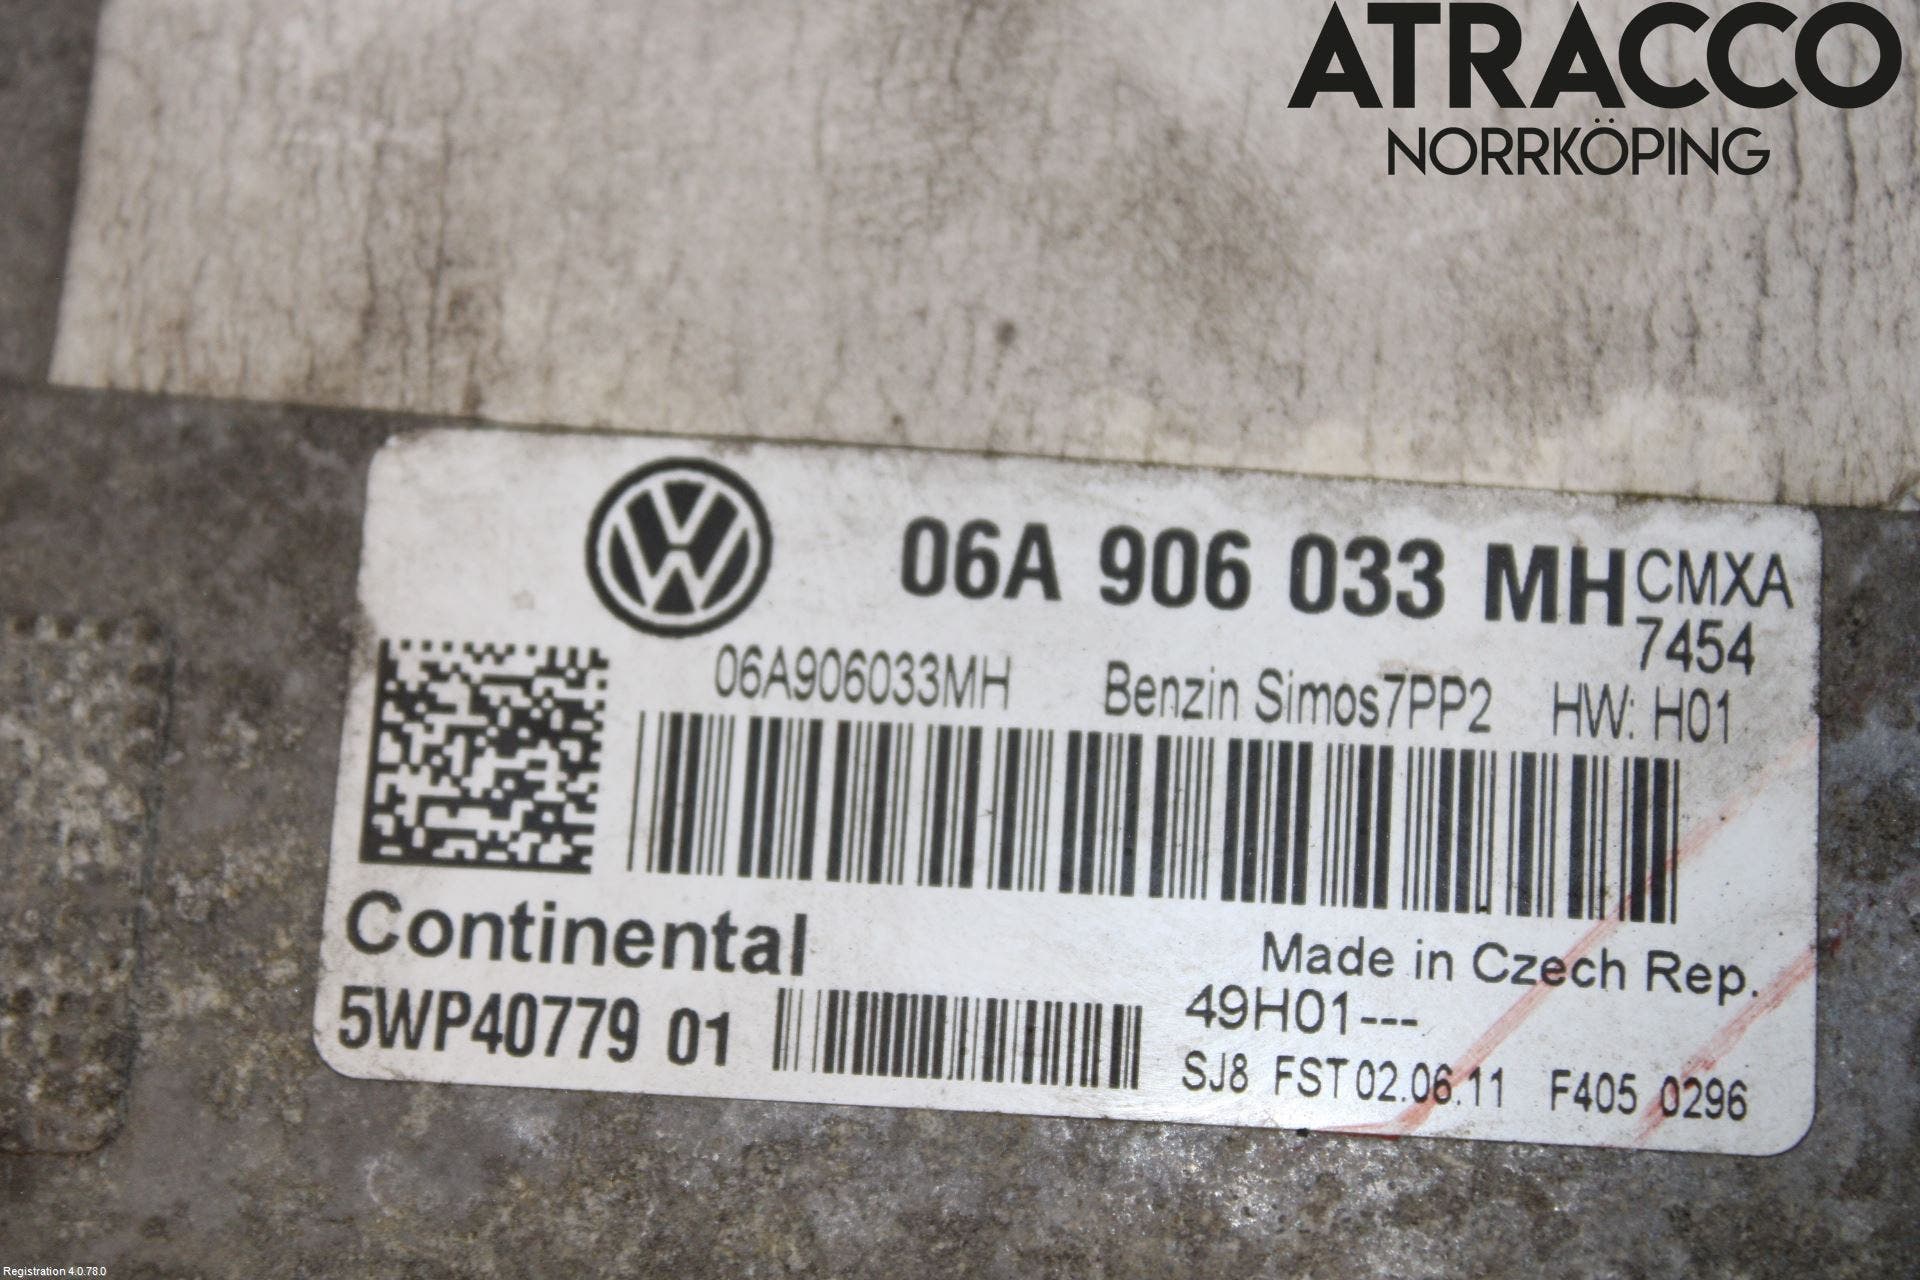 ATRACCO
NORRKÖPING
06A 906 033 MH CMXA
7454
06A906033MH Benzin Simos7PP2 HW: H01
Continental
Made in Czech Rep.
5WP40779 01
49H01---
SJ8 FST 02.06.11 F405 0296
Registration 4.0.78.0